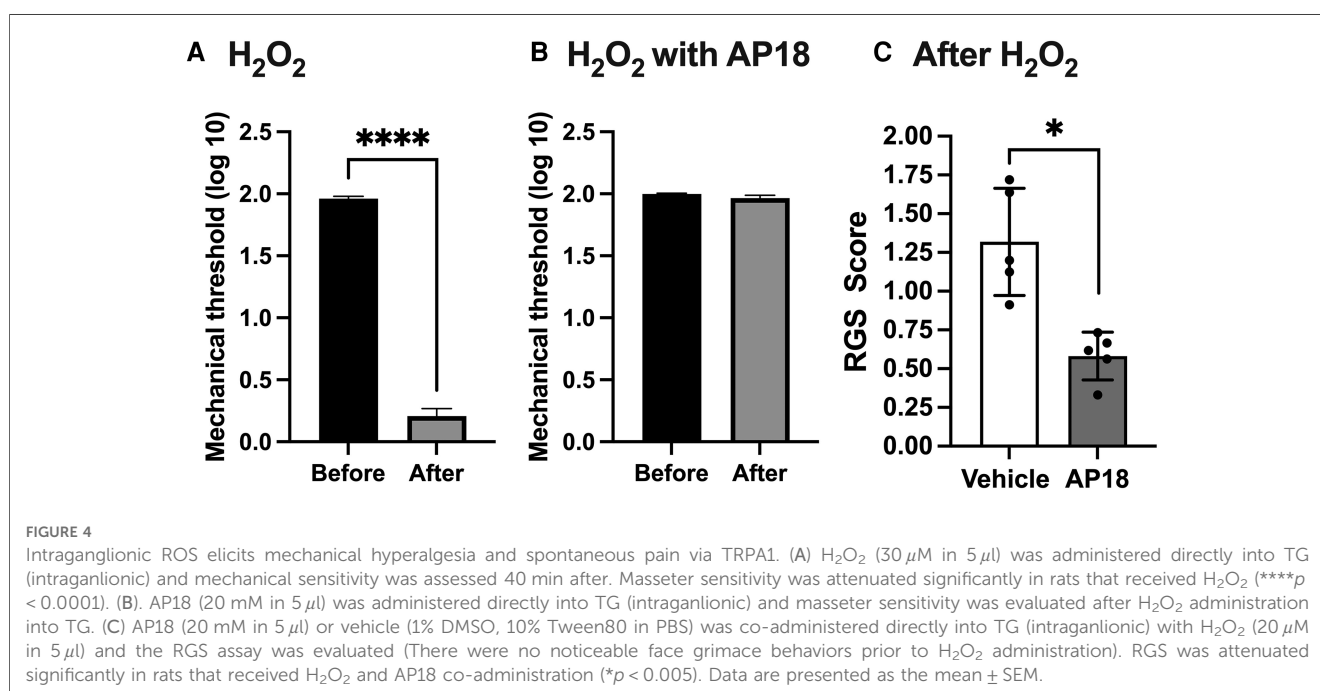 A H₂O₂
B H₂O₂ with AP18
C After H₂O₂
Mechanical threshold (log 10)
2.5
2.0
1.5
1.0
0.5
0.0
****
Before After
Mechanical threshold (log 10)
2.5
2.0
1.5
1.0
0.5
0.0
Before After
RGS Score
2.00
1.75
1.50
1.25
1.00
0.75
0.50
0.25
0.00
*
Vehicle AP18
FIGURE 4
Intraganglionic ROS elicits mechanical hyperalgesia and spontaneous pain via TRPA1. (A) H₂O₂ (30 μM in 5 μl) was administered directly into TG
(intraganlionic) and mechanical sensitivity was assessed 40 min after. Masseter sensitivity was attenuated significantly in rats that received H₂O₂ (****p
< 0.0001). (B). AP18 (20 mM in 5 μl) was administered directly into TG (intraganlionic) and masseter sensitivity was evaluated after H₂O₂ administration
into TG. (C) AP18 (20 mM in 5 μl) or vehicle (1% DMSO, 10% Tween80 in PBS) was co-administered directly into TG (intraganlionic) with H₂O₂ (20 μM
in 5 μl) and the RGS assay was evaluated (There were no noticeable face grimace behaviors prior to H₂O₂ administration). RGS was attenuated
significantly in rats that received H₂O₂ and AP18 co-administration (*p < 0.005). Data are presented as the mean ± SEM.